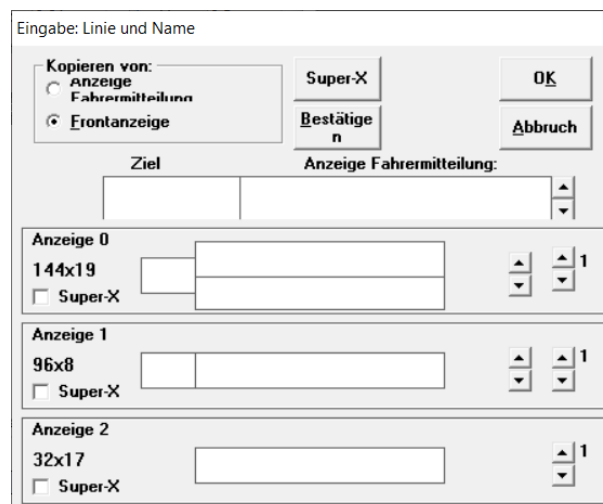 Eingabe: Linie und Name
Kopieren von:
Anzeige
Fahrermitteilung
Frontanzeige
Super-X
Bestätige
n
OK
Abbruch
Ziel
Anzeige Fahrermitteilung:
Anzeige 0
144x19
Super-X
1
Anzeige 1
96x8
Super-X
1
Anzeige 2
32x17
Super-X
1